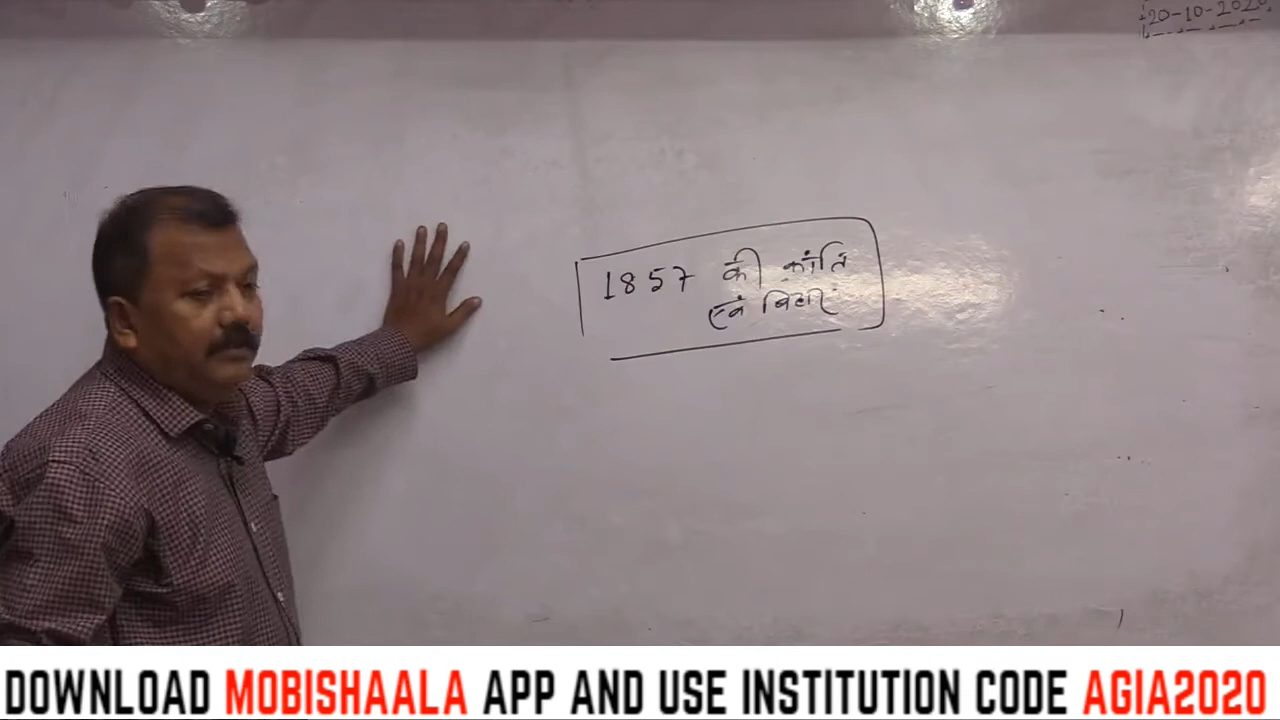 20-10-2020
1857 की क्रांति
एवं बिहार
DOWNLOAD MOBISHAALA APP AND USE INSTITUTION CODE AGIA2020